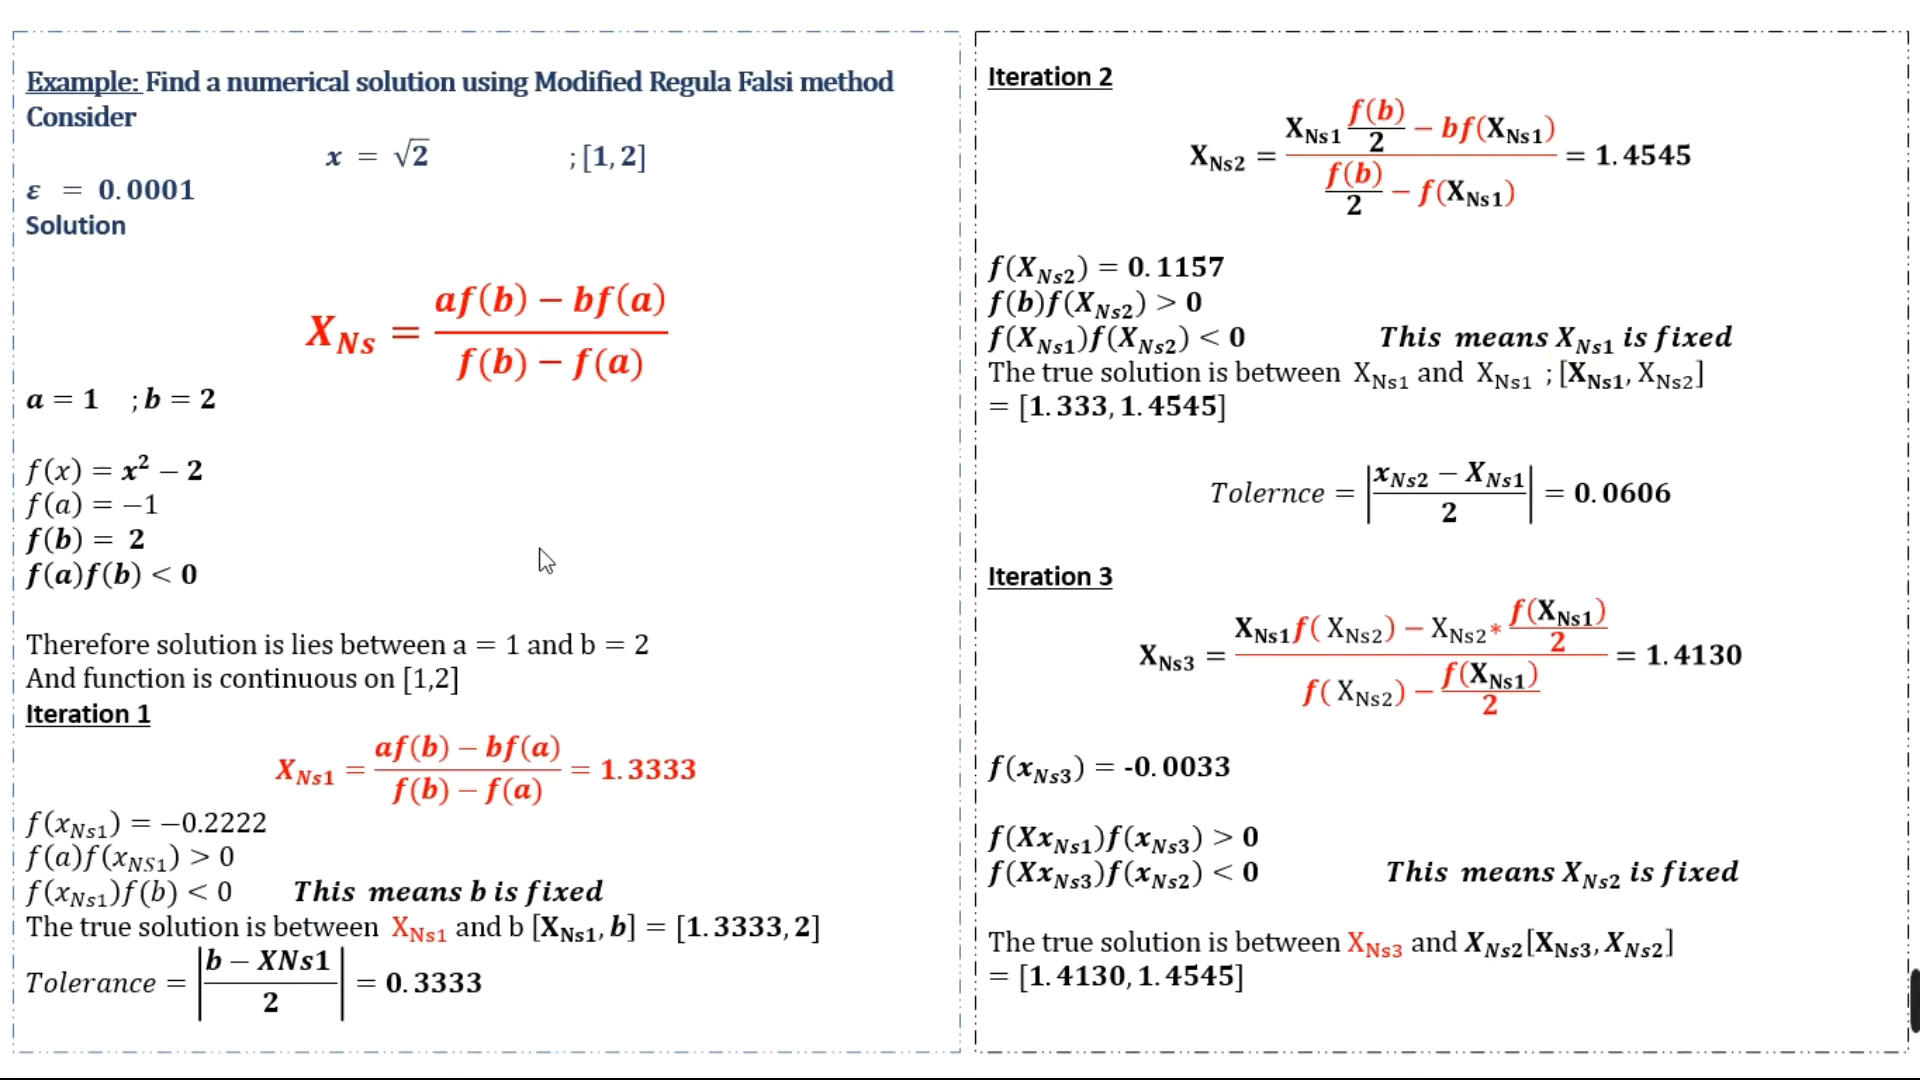 Example: Find a numerical solution using Modified Regula Falsi method
Consider
x = √2 ; [1, 2]
ε = 0.0001
Solution
X_Ns = (af(b) − bf(a)) / (f(b) − f(a))
a = 1 ; b = 2
f(x) = x² − 2
f(a) = −1
f(b) = 2
f(a)f(b) < 0
Therefore solution is lies between a = 1 and b = 2
And function is continuous on [1,2]
Iteration 1
X_Ns1 = (af(b) − bf(a)) / (f(b) − f(a)) = 1.3333
f(x_Ns1) = −0.2222
f(a)f(x_NS1) > 0
f(x_Ns1)f(b) < 0 This means b is fixed
The true solution is between X_Ns1 and b [X_Ns1, b] = [1.3333, 2]
Tolerance = |(b − XNs1) / 2| = 0.3333
Iteration 2
X_Ns2 = (X_Ns1 f(b)/2 − bf(X_Ns1)) / (f(b)/2 − f(X_Ns1)) = 1.4545
f(X_Ns2) = 0.1157
f(b)f(X_Ns2) > 0
f(X_Ns1)f(X_Ns2) < 0 This means X_Ns1 is fixed
The true solution is between X_Ns1 and X_Ns1 ; [X_Ns1, X_Ns2]
= [1.333, 1.4545]
Tolernce = |(x_Ns2 − X_Ns1) / 2| = 0.0606
Iteration 3
X_Ns3 = (X_Ns1 f( X_Ns2) − X_Ns2 * f(X_Ns1)/2) / (f( X_Ns2) − f(X_Ns1)/2) = 1.4130
f(x_Ns3) = -0.0033
f(Xx_Ns1)f(x_Ns3) > 0
f(Xx_Ns3)f(x_Ns2) < 0 This means X_Ns2 is fixed
The true solution is between X_Ns3 and X_Ns2 [X_Ns3, X_Ns2]
= [1.4130, 1.4545]